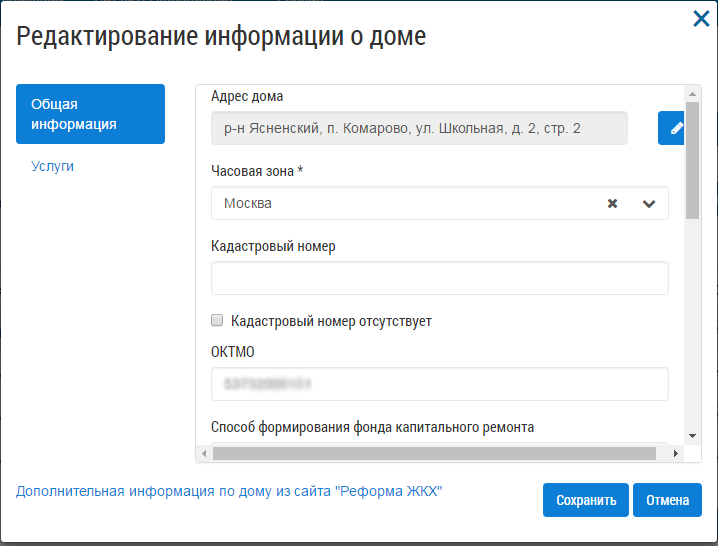 Редактирование информации о доме
Общая
информация
Услуги
Адрес дома
р-н Ясненский, п. Комарово, ул. Школьная, д. 2, стр. 2
Часовая зона *
Москва
Кадастровый номер
Кадастровый номер отсутствует
ОКТМО
Способ формирования фонда капитального ремонта
Дополнительная информация по дому из сайта "Реформа ЖКХ"
Сохранить
Отмена